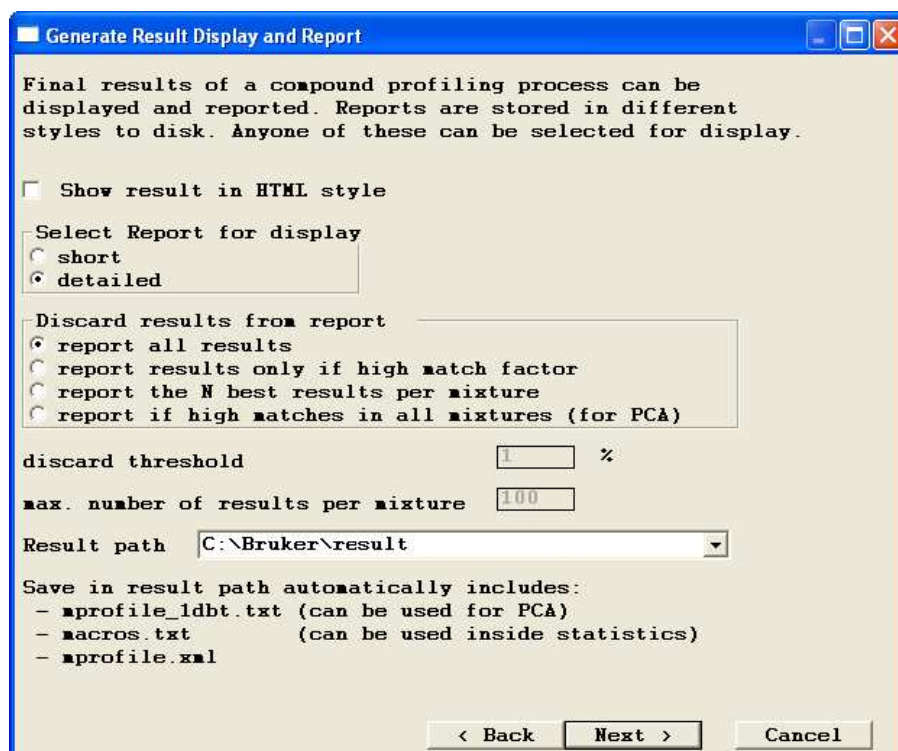 Generate Result Display and Report
Final results of a compound profiling process can be
displayed and reported. Reports are stored in different
styles to disk. Anyone of these can be selected for display.
Show result in HTML style
Select Report for display
short
detailed
Discard results from report
report all results
report results only if high match factor
report the N best results per mixture
report if high matches in all mixtures (for PCA)
discard threshold 1 %
max. number of results per mixture 100
Result path C:\Bruker\result
Save in result path automatically includes:
- mprofile_1dbt.txt (can be used for PCA)
- macros.txt (can be used inside statistics)
- mprofile.xml
< Back Next > Cancel